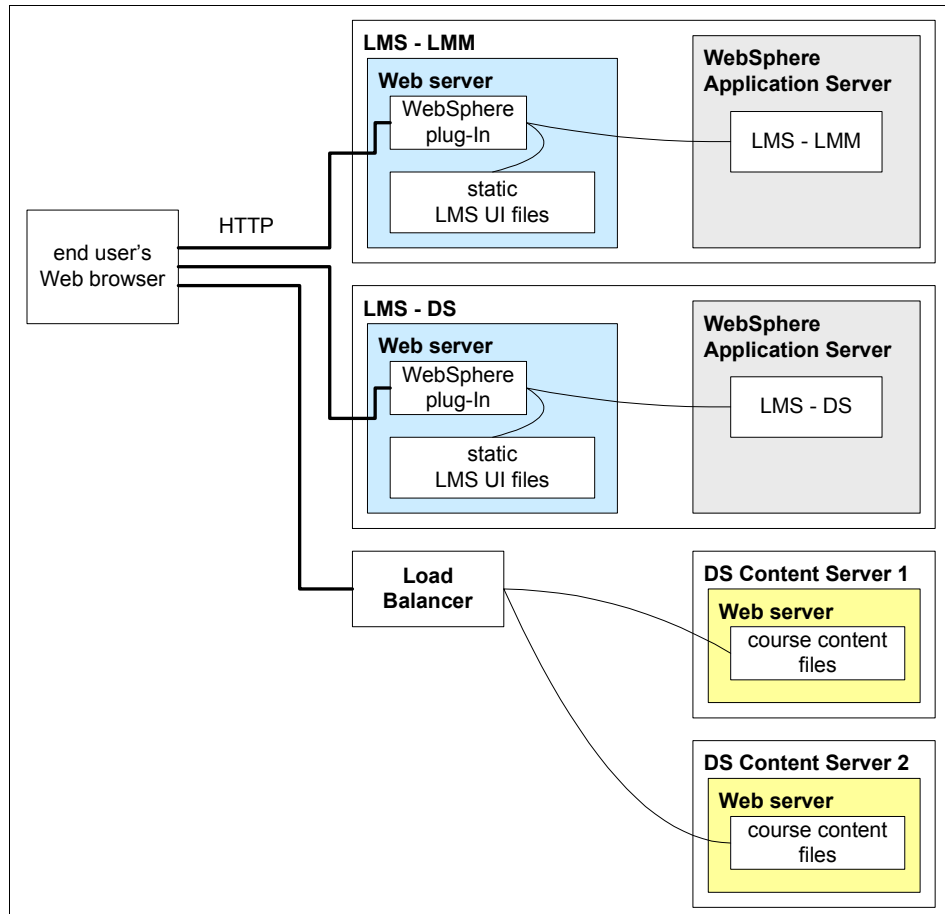 LMS - LMM
Web server
WebSphere
plug-In
static
LMS UI files
WebSphere
Application Server
LMS - LMM
HTTP
end user's
Web browser
LMS - DS
Web server
WebSphere
plug-In
static
LMS UI files
WebSphere
Application Server
LMS - DS
Load
Balancer
DS Content Server 1
Web server
course content
files
DS Content Server 2
Web server
course content
files